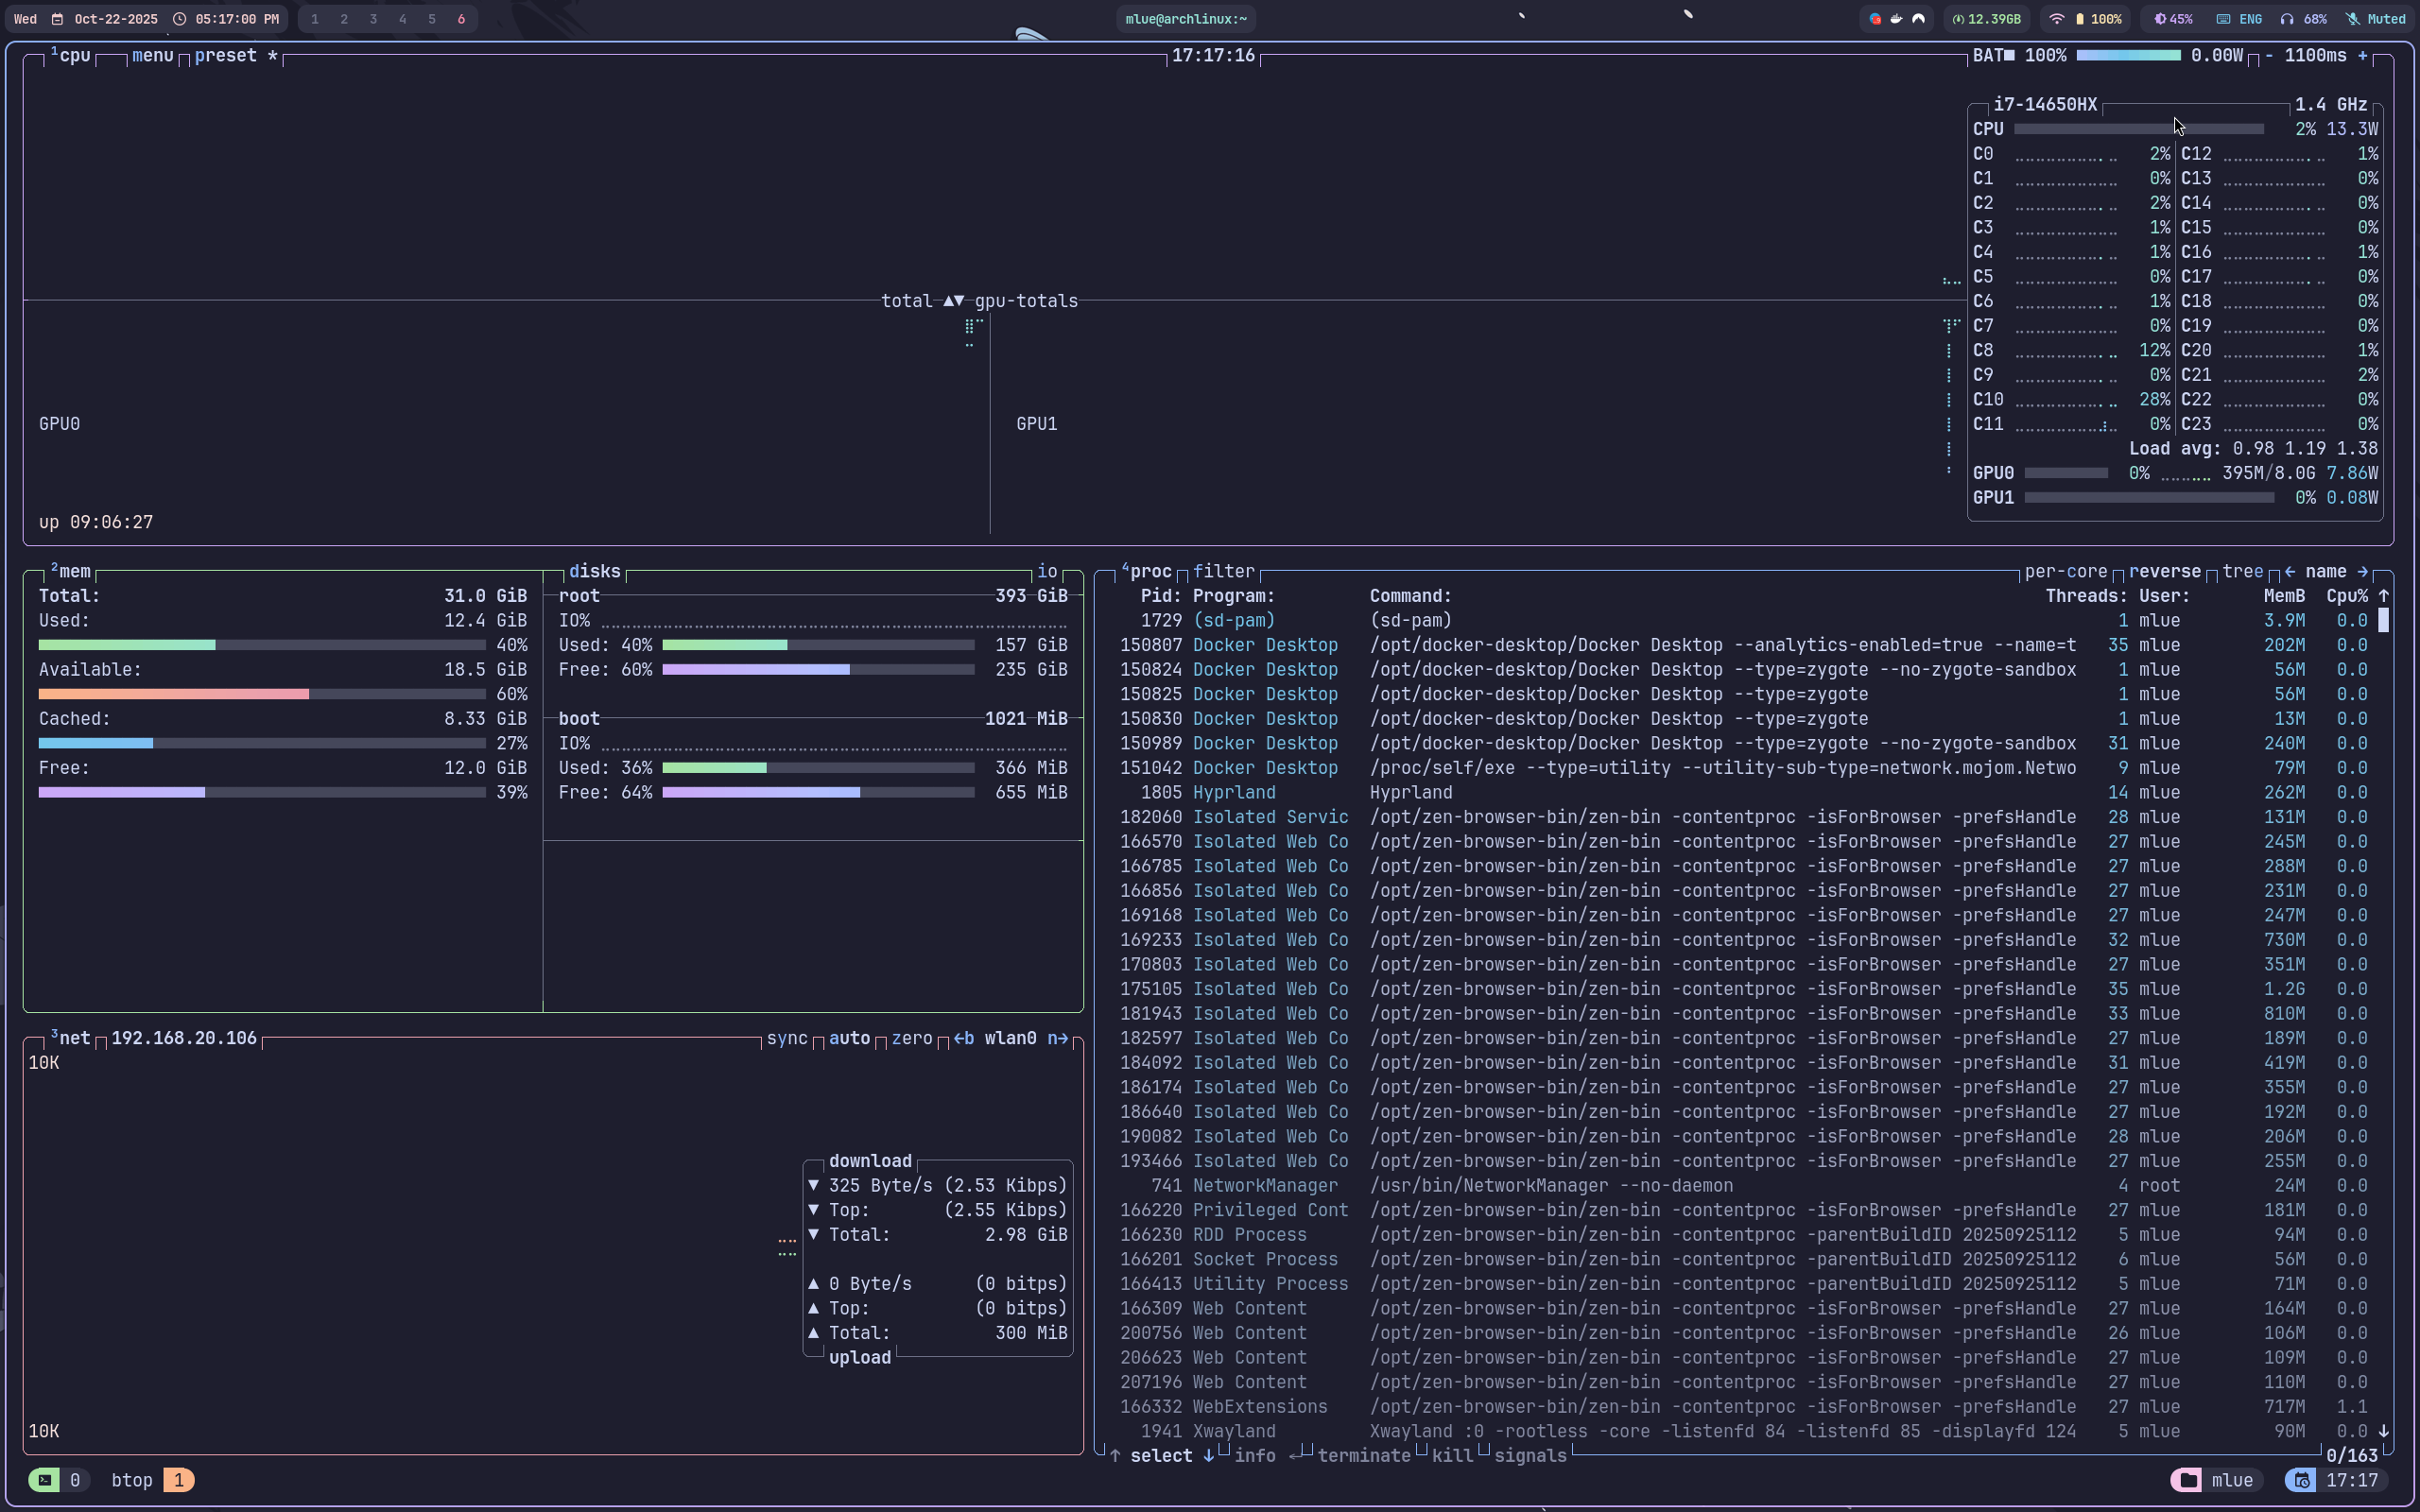 Wed Oct-22-2025 05:17:00 PM 1 2 3 4 5 6 mlue@archlinux:~ 12.39GB 100% 45% ENG 68% Muted
1cpu menu preset * 17:17:16 BAT■ 100% 0.00W - 1100ms +
i7-14650HX 1.4 GHz
CPU 2% 13.3W
C0 2% C12 1%
C1 0% C13 0%
C2 2% C14 0%
C3 1% C15 0%
C4 1% C16 1%
C5 0% C17 0%
total ▲▼ gpu-totals
C6 1% C18 0%
C7 0% C19 0%
C8 12% C20 1%
C9 0% C21 2%
C10 28% C22 0%
GPU0 GPU1
C11 0% C23 0%
Load avg: 0.98 1.19 1.38
GPU0 0% 395M/8.0G 7.86W
GPU1 0% 0.08W
up 09:06:27
2mem disks io
Total: 31.0 GiB
Used: 12.4 GiB
40%
Available: 18.5 GiB
60%
Cached: 8.33 GiB
27%
Free: 12.0 GiB
39%
root 393 GiB
IO%
Used: 40% 157 GiB
Free: 60% 235 GiB
boot 1021 MiB
IO%
Used: 36% 366 MiB
Free: 64% 655 MiB
3net 192.168.20.106 sync auto zero ←b wlan0 n→
10K
download
▼ 325 Byte/s (2.53 Kibps)
▼ Top: (2.55 Kibps)
▼ Total: 2.98 GiB
▲ 0 Byte/s (0 bitps)
▲ Top: (0 bitps)
▲ Total: 300 MiB
upload
10K
4proc filter per-core reverse tree ← name →
Pid: Program: Command: Threads: User: MemB Cpu% ↑
1729 (sd-pam) (sd-pam) 1 mlue 3.9M 0.0
150807 Docker Desktop /opt/docker-desktop/Docker Desktop --analytics-enabled=true --name=t 35 mlue 202M 0.0
150824 Docker Desktop /opt/docker-desktop/Docker Desktop --type=zygote --no-zygote-sandbox 1 mlue 56M 0.0
150825 Docker Desktop /opt/docker-desktop/Docker Desktop --type=zygote 1 mlue 56M 0.0
150830 Docker Desktop /opt/docker-desktop/Docker Desktop --type=zygote 1 mlue 13M 0.0
150989 Docker Desktop /opt/docker-desktop/Docker Desktop --type=zygote --no-zygote-sandbox 31 mlue 240M 0.0
151042 Docker Desktop /proc/self/exe --type=utility --utility-sub-type=network.mojom.Netwo 9 mlue 79M 0.0
1805 Hyprland Hyprland 14 mlue 262M 0.0
182060 Isolated Servic /opt/zen-browser-bin/zen-bin -contentproc -isForBrowser -prefsHandle 28 mlue 131M 0.0
166570 Isolated Web Co /opt/zen-browser-bin/zen-bin -contentproc -isForBrowser -prefsHandle 27 mlue 245M 0.0
166785 Isolated Web Co /opt/zen-browser-bin/zen-bin -contentproc -isForBrowser -prefsHandle 27 mlue 288M 0.0
166856 Isolated Web Co /opt/zen-browser-bin/zen-bin -contentproc -isForBrowser -prefsHandle 27 mlue 231M 0.0
169168 Isolated Web Co /opt/zen-browser-bin/zen-bin -contentproc -isForBrowser -prefsHandle 27 mlue 247M 0.0
169233 Isolated Web Co /opt/zen-browser-bin/zen-bin -contentproc -isForBrowser -prefsHandle 32 mlue 730M 0.0
170803 Isolated Web Co /opt/zen-browser-bin/zen-bin -contentproc -isForBrowser -prefsHandle 27 mlue 351M 0.0
175105 Isolated Web Co /opt/zen-browser-bin/zen-bin -contentproc -isForBrowser -prefsHandle 35 mlue 1.2G 0.0
181943 Isolated Web Co /opt/zen-browser-bin/zen-bin -contentproc -isForBrowser -prefsHandle 33 mlue 810M 0.0
182597 Isolated Web Co /opt/zen-browser-bin/zen-bin -contentproc -isForBrowser -prefsHandle 27 mlue 189M 0.0
184092 Isolated Web Co /opt/zen-browser-bin/zen-bin -contentproc -isForBrowser -prefsHandle 31 mlue 419M 0.0
186174 Isolated Web Co /opt/zen-browser-bin/zen-bin -contentproc -isForBrowser -prefsHandle 27 mlue 355M 0.0
186640 Isolated Web Co /opt/zen-browser-bin/zen-bin -contentproc -isForBrowser -prefsHandle 27 mlue 192M 0.0
190082 Isolated Web Co /opt/zen-browser-bin/zen-bin -contentproc -isForBrowser -prefsHandle 28 mlue 206M 0.0
193466 Isolated Web Co /opt/zen-browser-bin/zen-bin -contentproc -isForBrowser -prefsHandle 27 mlue 255M 0.0
741 NetworkManager /usr/bin/NetworkManager --no-daemon 4 root 24M 0.0
166220 Privileged Cont /opt/zen-browser-bin/zen-bin -contentproc -isForBrowser -prefsHandle 27 mlue 181M 0.0
166230 RDD Process /opt/zen-browser-bin/zen-bin -contentproc -parentBuildID 20250925112 5 mlue 94M 0.0
166201 Socket Process /opt/zen-browser-bin/zen-bin -contentproc -parentBuildID 20250925112 6 mlue 56M 0.0
166413 Utility Process /opt/zen-browser-bin/zen-bin -contentproc -parentBuildID 20250925112 5 mlue 71M 0.0
166309 Web Content /opt/zen-browser-bin/zen-bin -contentproc -isForBrowser -prefsHandle 27 mlue 164M 0.0
200756 Web Content /opt/zen-browser-bin/zen-bin -contentproc -isForBrowser -prefsHandle 26 mlue 106M 0.0
206623 Web Content /opt/zen-browser-bin/zen-bin -contentproc -isForBrowser -prefsHandle 27 mlue 109M 0.0
207196 Web Content /opt/zen-browser-bin/zen-bin -contentproc -isForBrowser -prefsHandle 27 mlue 110M 0.0
166332 WebExtensions /opt/zen-browser-bin/zen-bin -contentproc -isForBrowser -prefsHandle 27 mlue 717M 1.1
1941 Xwayland Xwayland :0 -rootless -core -listenfd 84 -listenfd 85 -displayfd 124 5 mlue 90M 0.0 ↓
↑ select ↓ info ↵ terminate kill signals 0/163
0 btop 1 mlue 17:17